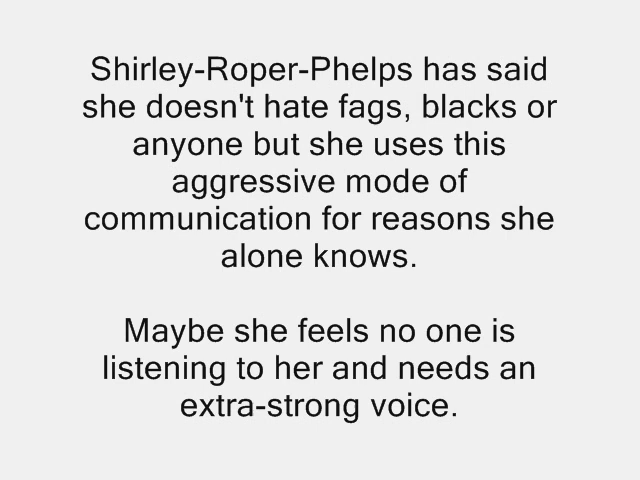 Shirley-Roper-Phelps has said
she doesn't hate fags, blacks or
anyone but she uses this
aggressive mode of
communication for reasons she
alone knows.
Maybe she feels no one is
listening to her and needs an
extra-strong voice.